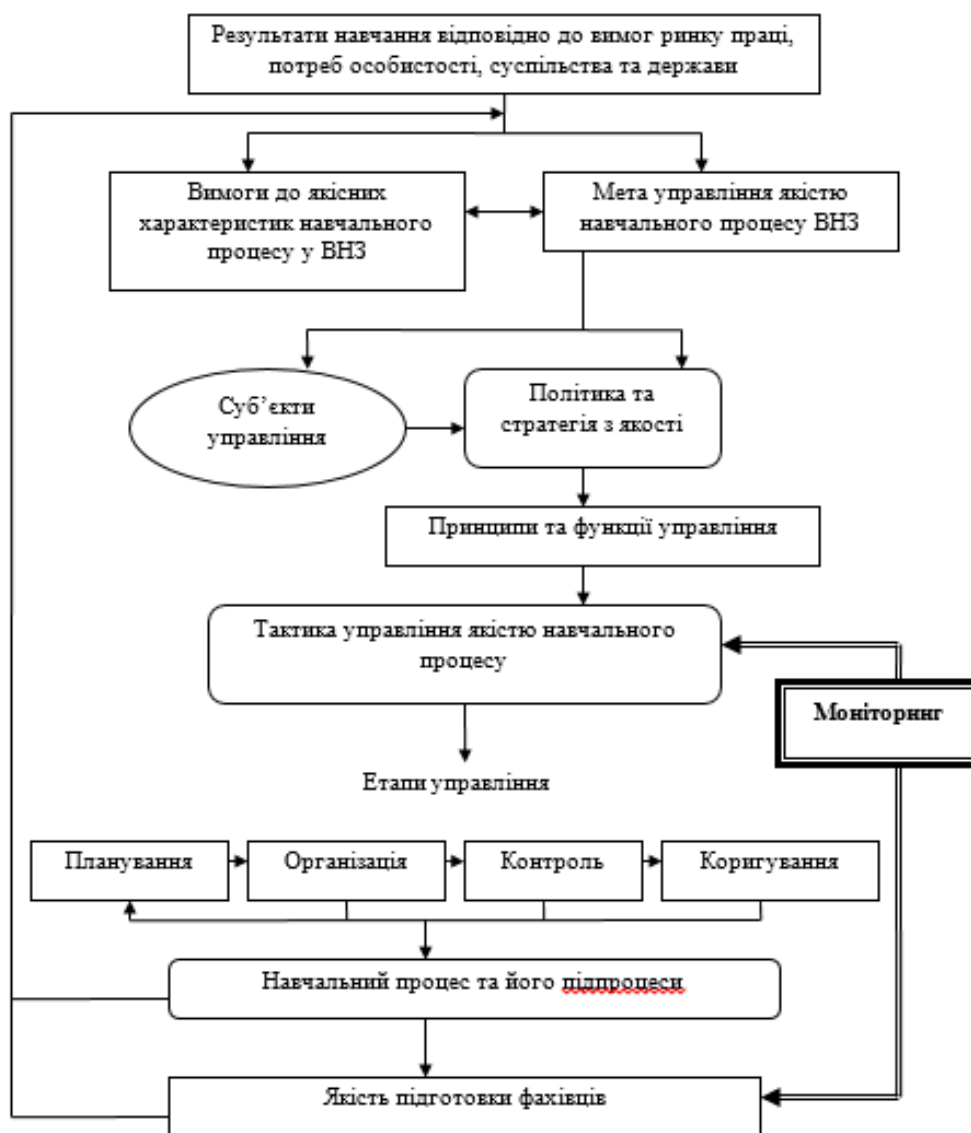 Результати навчання відповідно до вимог ринку праці,
потреб особистості, суспільства та держави
Вимоги до якісних
характеристик навчального
процесу у ВНЗ
Мета управління якістю
навчального процесу ВНЗ
Суб’єкти
управління
Політика та
стратегія з якості
Принципи та функції управління
Тактика управління якістю навчального
процесу
Моніторинг
Етапи управління
Планування
Організація
Контроль
Коригування
Навчальний процес та його підпроцеси
Якість підготовки фахівців